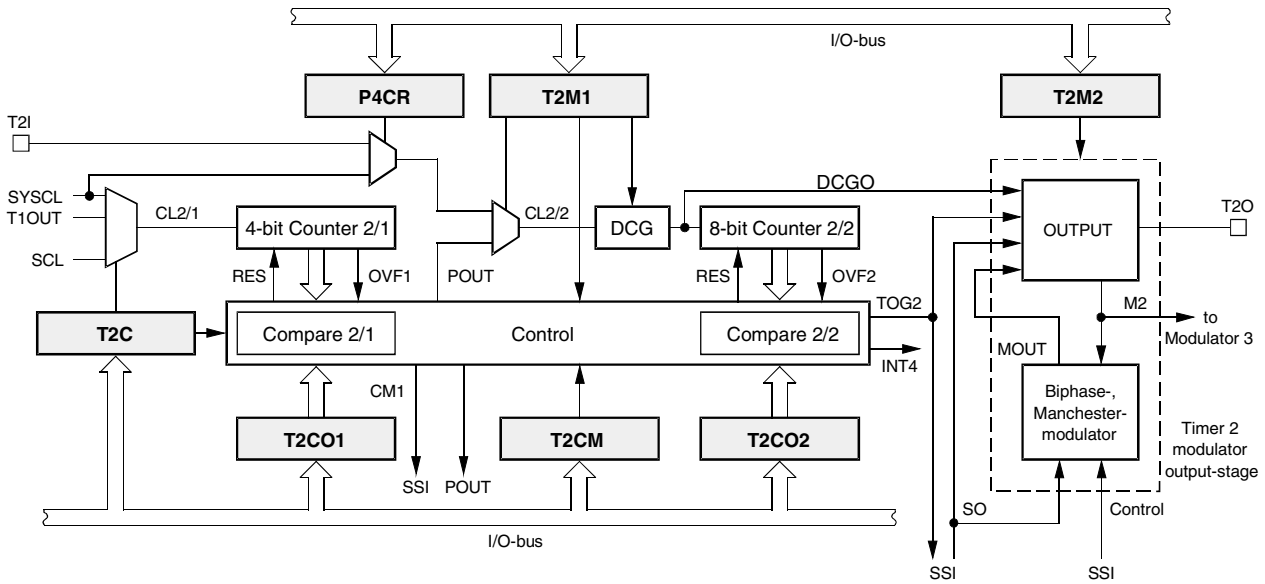 I/O-bus
P4CR
T2M1
T2M2
T2I
SYSCL
T1OUT
SCL
CL2/1
4-bit Counter 2/1
CL2/2
DCG
8-bit Counter 2/2
DCGO
OUTPUT
T2O
RES
OVF1
POUT
RES
OVF2
TOG2
M2
to
Modulator 3
T2C
Compare 2/1
Control
Compare 2/2
INT4
MOUT
CM1
Biphase-,
Manchester-
modulator
Timer 2
modulator
output-stage
T2CO1
T2CM
T2CO2
SSI
POUT
SO
Control
I/O-bus
SSI
SSI